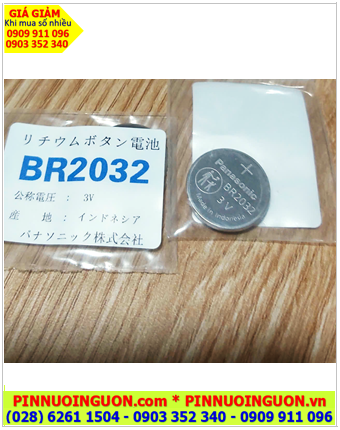 GIÁ GIẢM
Khi mua số nhiều
0909 911 096
0903 352 340
リチウムボタン電池
BR2032
公称電圧 : 3V
産 地 : インドネシア
パナソニック株式会社
+
Panasonic
BR2032
3V
Made in Indonesia
PINNUOINGUON.com * PINNUOINGUON.vn
(028) 6261 1504 - 0903 352 340 - 0909 911 096